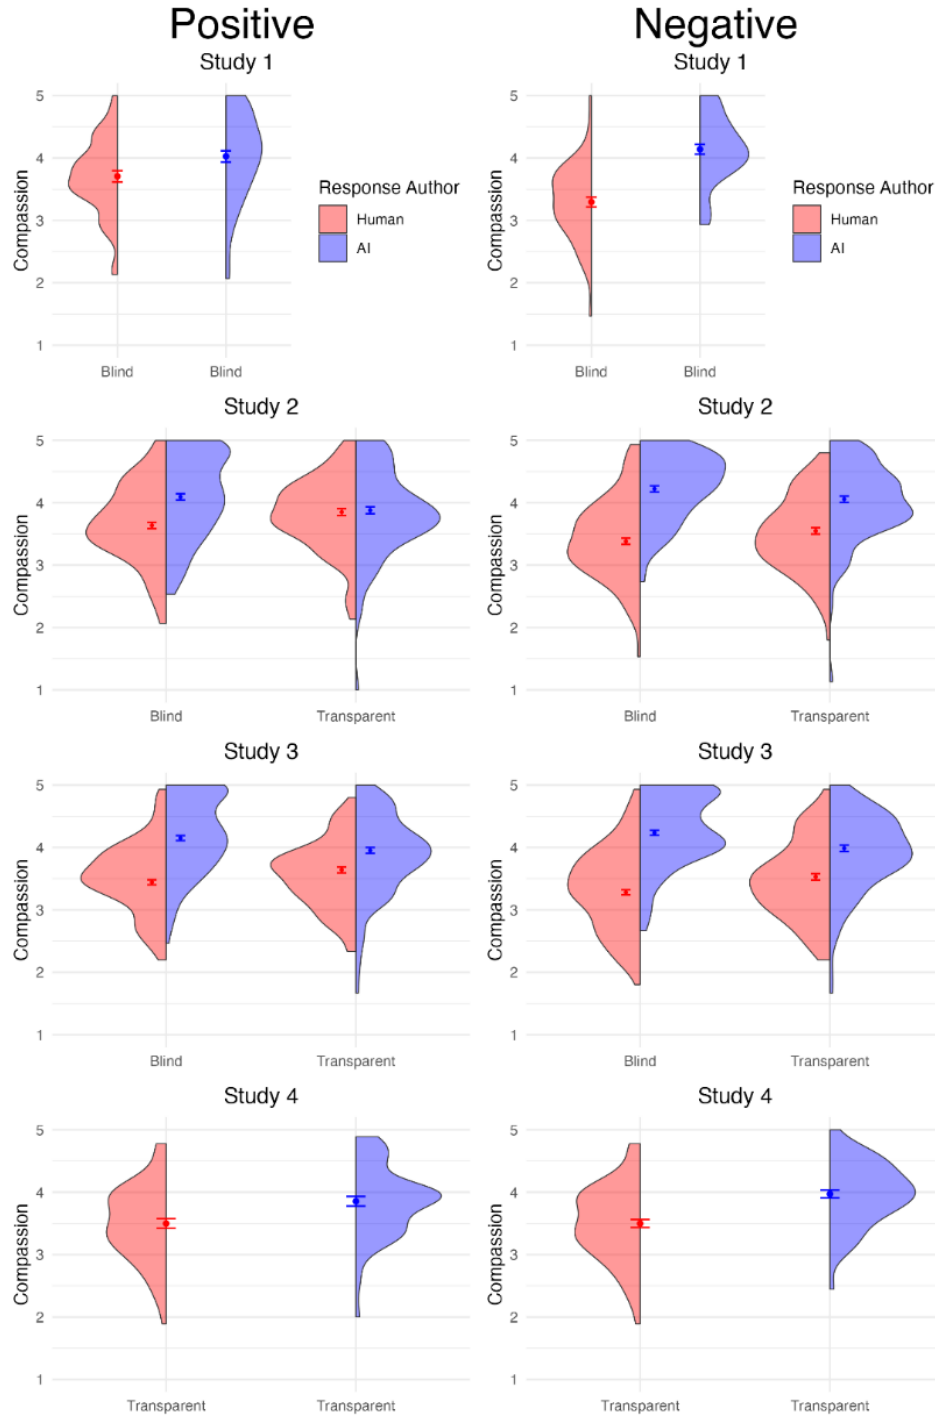 Positive
Negative
Study 1
Study 1
5
4
3
2
1
Compassion
Blind
Blind
Response Author
Human
AI
5
4
3
2
1
Compassion
Blind
Blind
Response Author
Human
AI
Study 2
Study 2
5
4
3
2
1
Compassion
Blind
Transparent
5
4
3
2
1
Compassion
Blind
Transparent
Study 3
Study 3
5
4
3
2
1
Compassion
Blind
Transparent
5
4
3
2
1
Compassion
Blind
Transparent
Study 4
Study 4
5
4
3
2
1
Compassion
Transparent
Transparent
5
4
3
2
1
Compassion
Transparent
Transparent